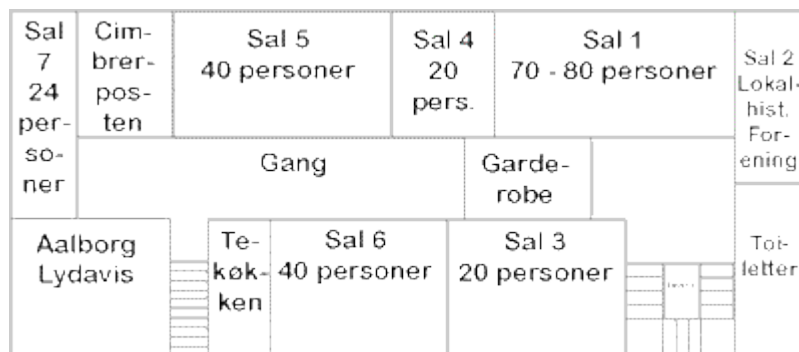 Sal
7
24
per-
so-
ner
Cim-
brer-
pos-
ten
Sal 5
40 personer
Sal 4
20
pers.
Sal 1
70 - 80 personer
Sal 2
Lokal-
hist.
For-
ening
Gang
Garde-
robe
Aalborg
Lydavis
Te-
køk-
ken
Sal 6
40 personer
Sal 3
20 personer
Toi-
letter